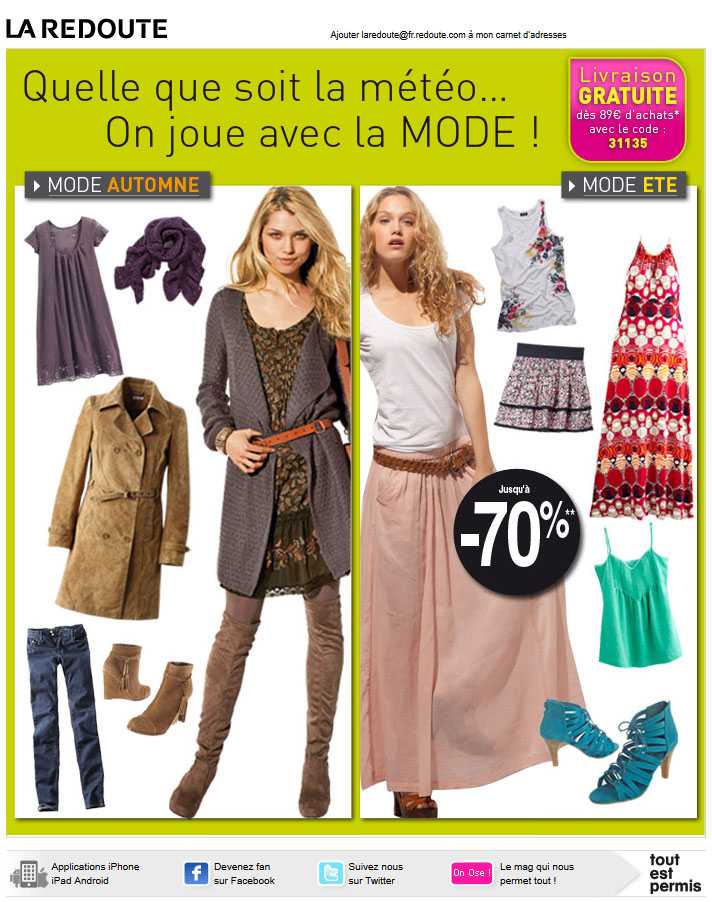 LA REDOUTE
Ajouter laredoute@fr.redoute.com à mon carnet d'adresses
Quelle que soit la météo...
On joue avec la MODE !
Livraison
GRATUITE
dès 89€ d'achats*
avec le code :
31135
MODE AUTOMNE
MODE ETE
Jusqu'à
-70%**
Applications iPhone
iPad Android
Devenez fan
sur Facebook
Suivez nous
sur Twitter
On Ose !
Le mag qui nous
permet tout !
tout
est
permis